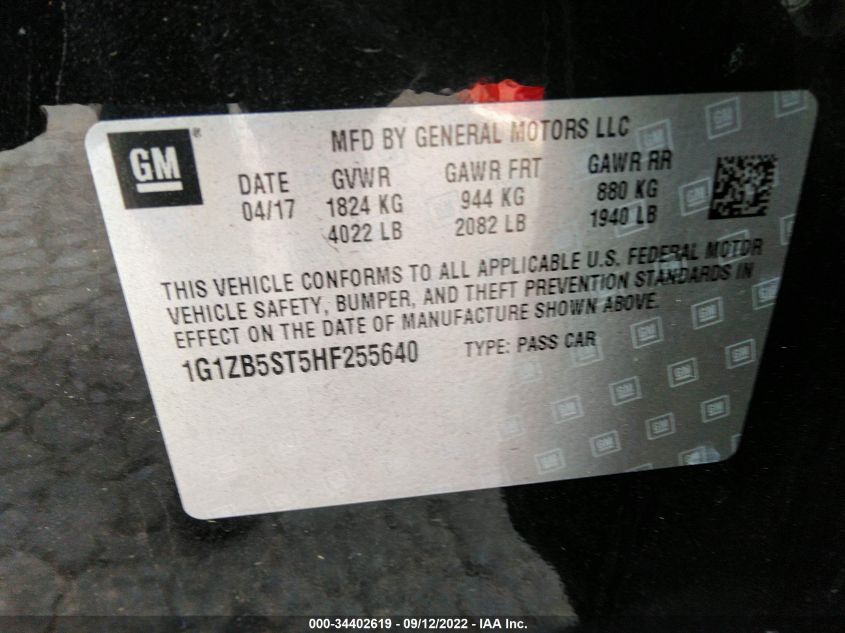 GM ®
MFD BY GENERAL MOTORS LLC
DATE GVWR GAWR FRT GAWR RR
04/17 1824 KG 944 KG 880 KG
4022 LB 2082 LB 1940 LB
THIS VEHICLE CONFORMS TO ALL APPLICABLE U.S. FEDERAL MOTOR
VEHICLE SAFETY, BUMPER, AND THEFT PREVENTION STANDARDS IN
EFFECT ON THE DATE OF MANUFACTURE SHOWN ABOVE.
1G1ZB5ST5HF255640 TYPE: PASS CAR
000-34402619 - 09/12/2022 - IAA Inc.